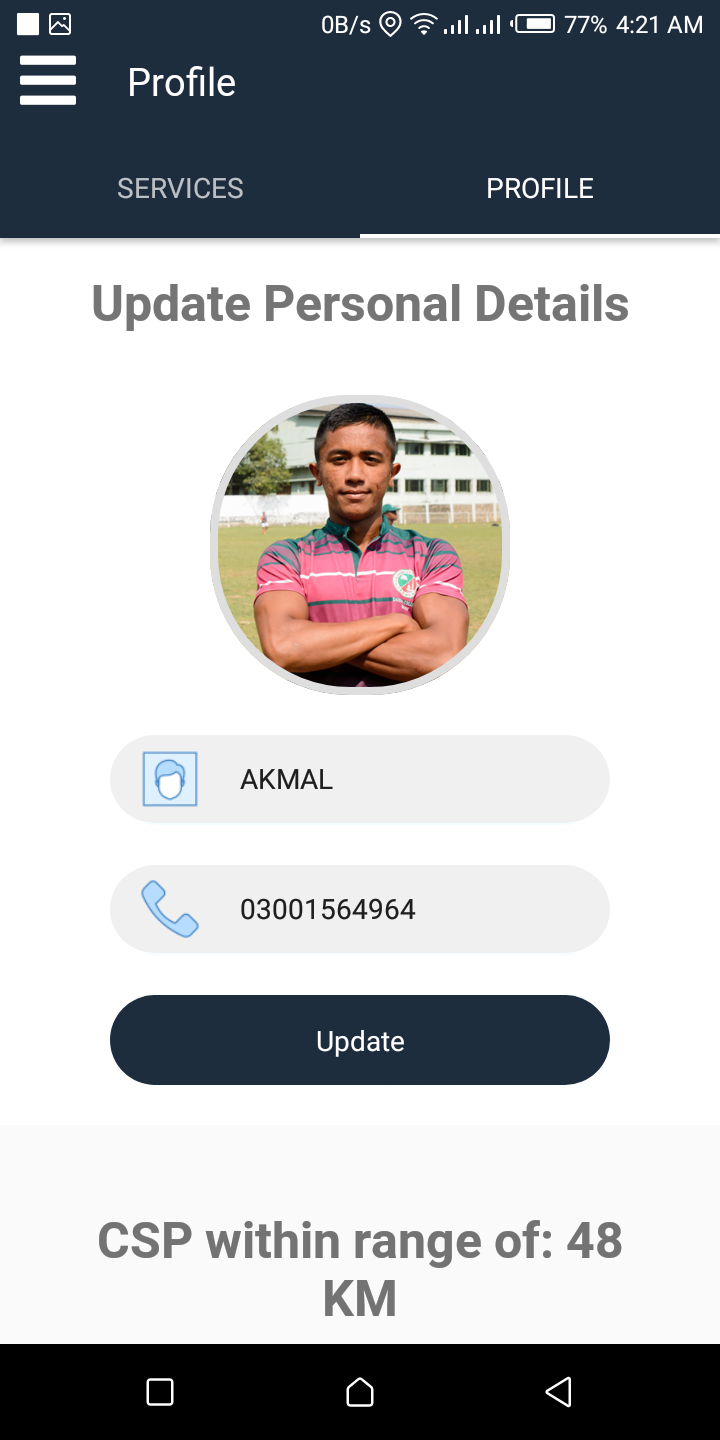 0B/s 77% 4:21 AM
Profile
SERVICES PROFILE
Update Personal Details
AKMAL
03001564964
Update
CSP within range of: 48
KM